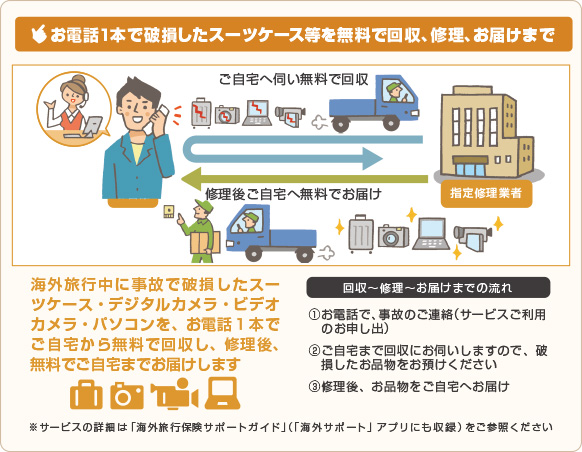 お電話1本で破損したスーツケース等を無料で回収、修理、お届けまで
ご自宅へ伺い無料で回収
指定修理業者
修理後ご自宅へ無料でお届け
海外旅行中に事故で破損したスー
ツケース・デジタルカメラ・ビデオ
カメラ・パソコンを、お電話１本で
ご自宅から無料で回収し、修理後、
無料でご自宅までお届けします
回収～修理～お届けまでの流れ
①お電話で、事故のご連絡（サービスご利用
のお申し出）
②ご自宅まで回収にお伺いしますので、破
損したお品物をお預けください
③修理後、お品物をご自宅へお届け
※サービスの詳細は「海外旅行保険サポートガイド」（「海外サポート」アプリにも収録）をご参照ください